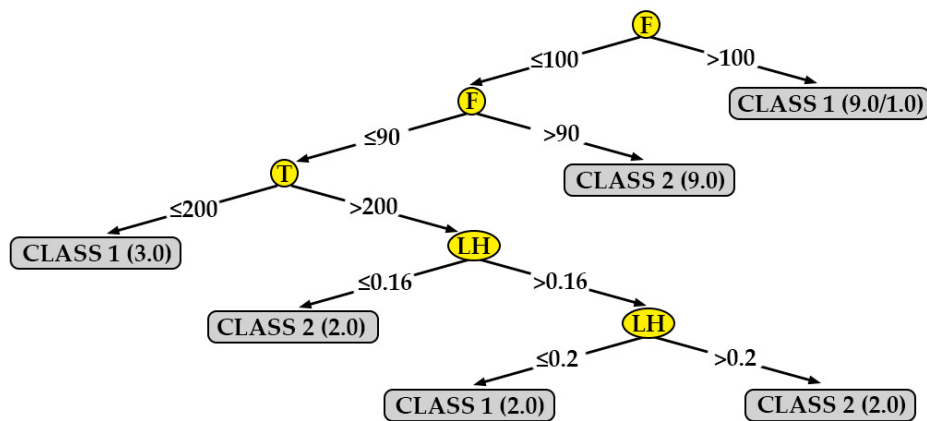 F
≤100
>100
F
CLASS 1 (9.0/1.0)
≤90
>90
T
CLASS 2 (9.0)
≤200
>200
CLASS 1 (3.0)
LH
≤0.16
>0.16
CLASS 2 (2.0)
LH
≤0.2
>0.2
CLASS 1 (2.0)
CLASS 2 (2.0)